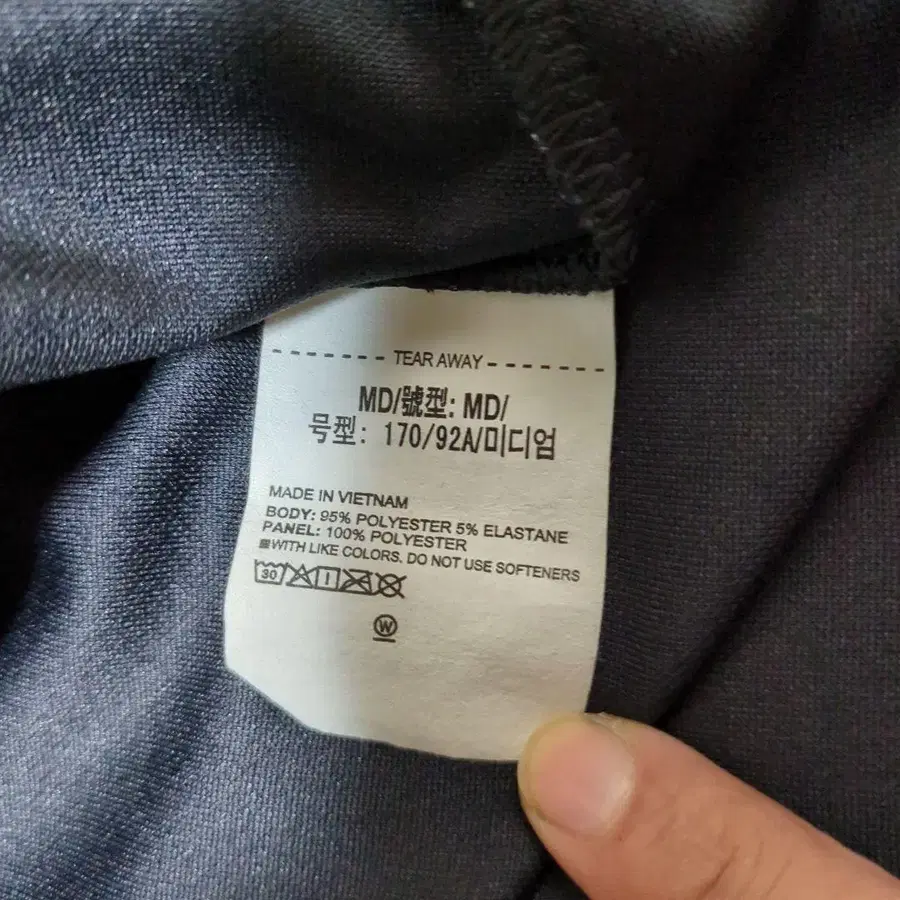 TEAR AWAY
MD/號型: MD/
号型: 170/92A/미디엄
MADE IN VIETNAM
BODY: 95% POLYESTER 5% ELASTANE
PANEL: 100% POLYESTER
WITH LIKE COLORS. DO NOT USE SOFTENERS
30
W